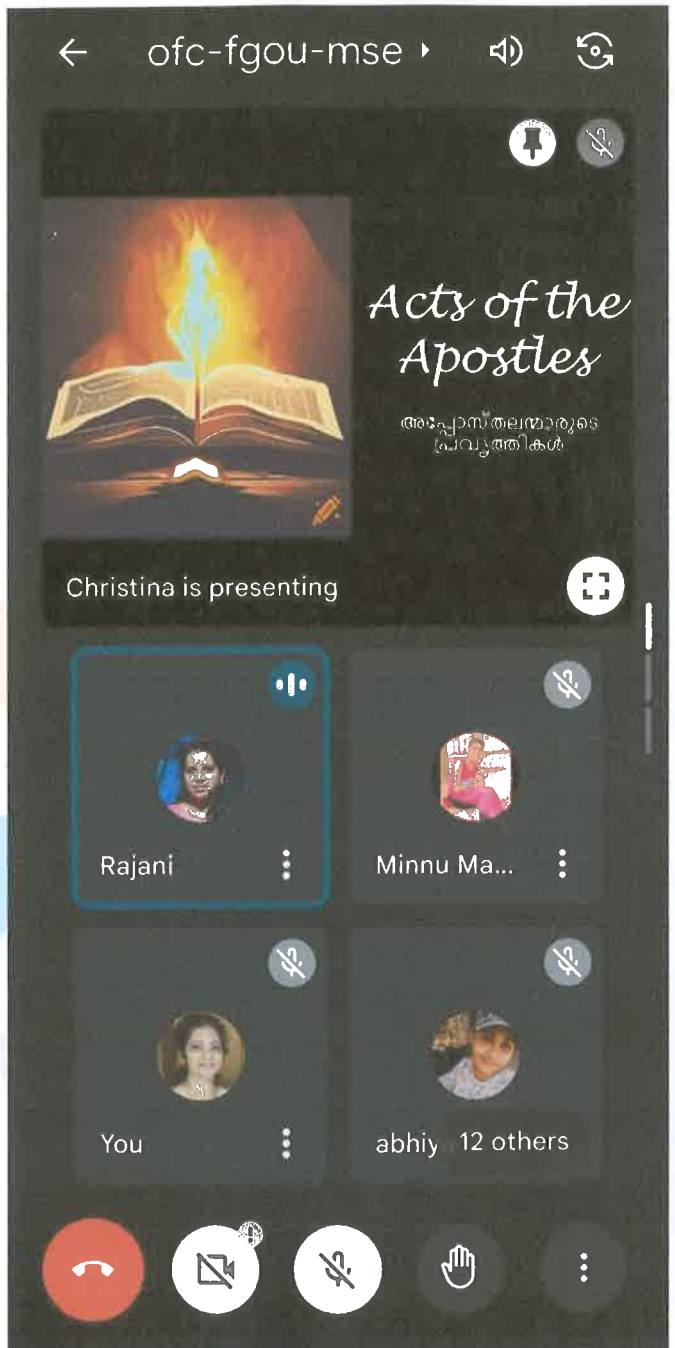 ofc-fgou-mse
Acts of the
Apostles
അപ്പോസ്തലന്മാരുടെ
പ്രവൃത്തികൾ
Christina is presenting
Rajani
Minnu Ma...
You
abhiy 12 others